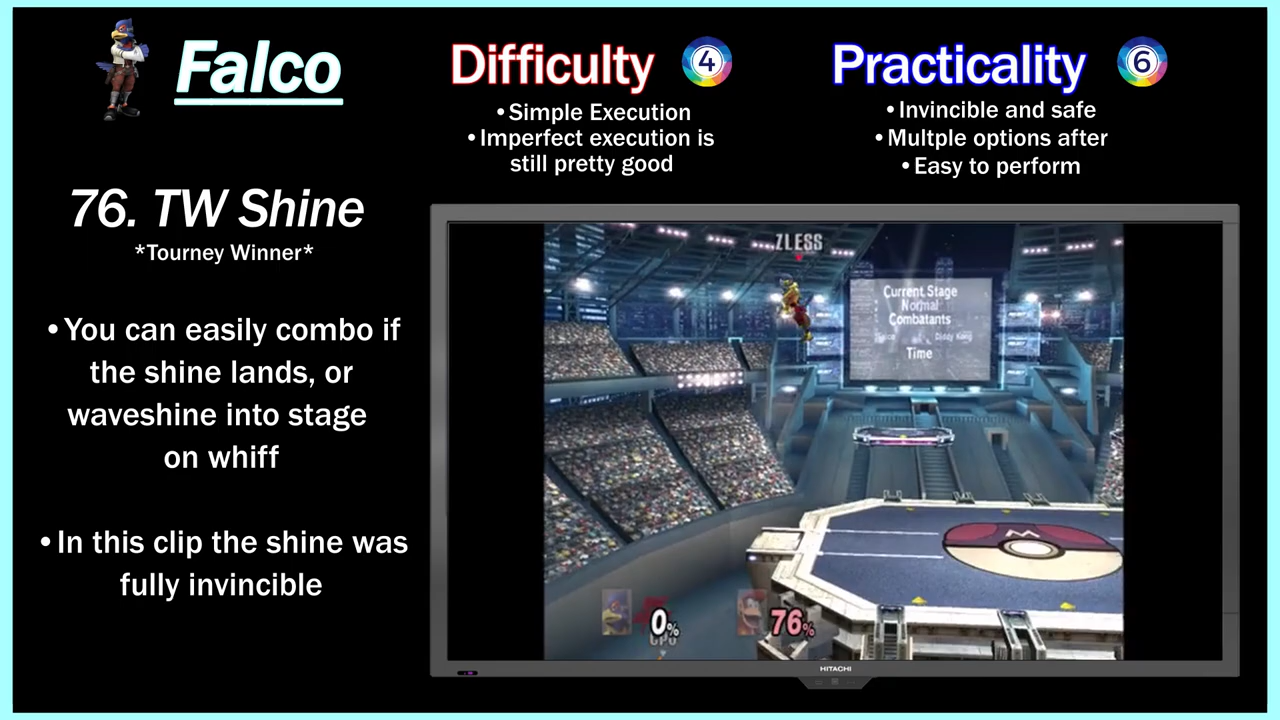 Falco
Difficulty 4
•Simple Execution
•Imperfect execution is
still pretty good
Practicality 6
•Invincible and safe
•Multple options after
•Easy to perform
76. TW Shine
*Tourney Winner*
•You can easily combo if
the shine lands, or
waveshine into stage
on whiff
•In this clip the shine was
fully invincible
ZLESS
Current Stage
Normal
Combatants
Diddy Kong
Time
0%
CPU
76%
HITACHI